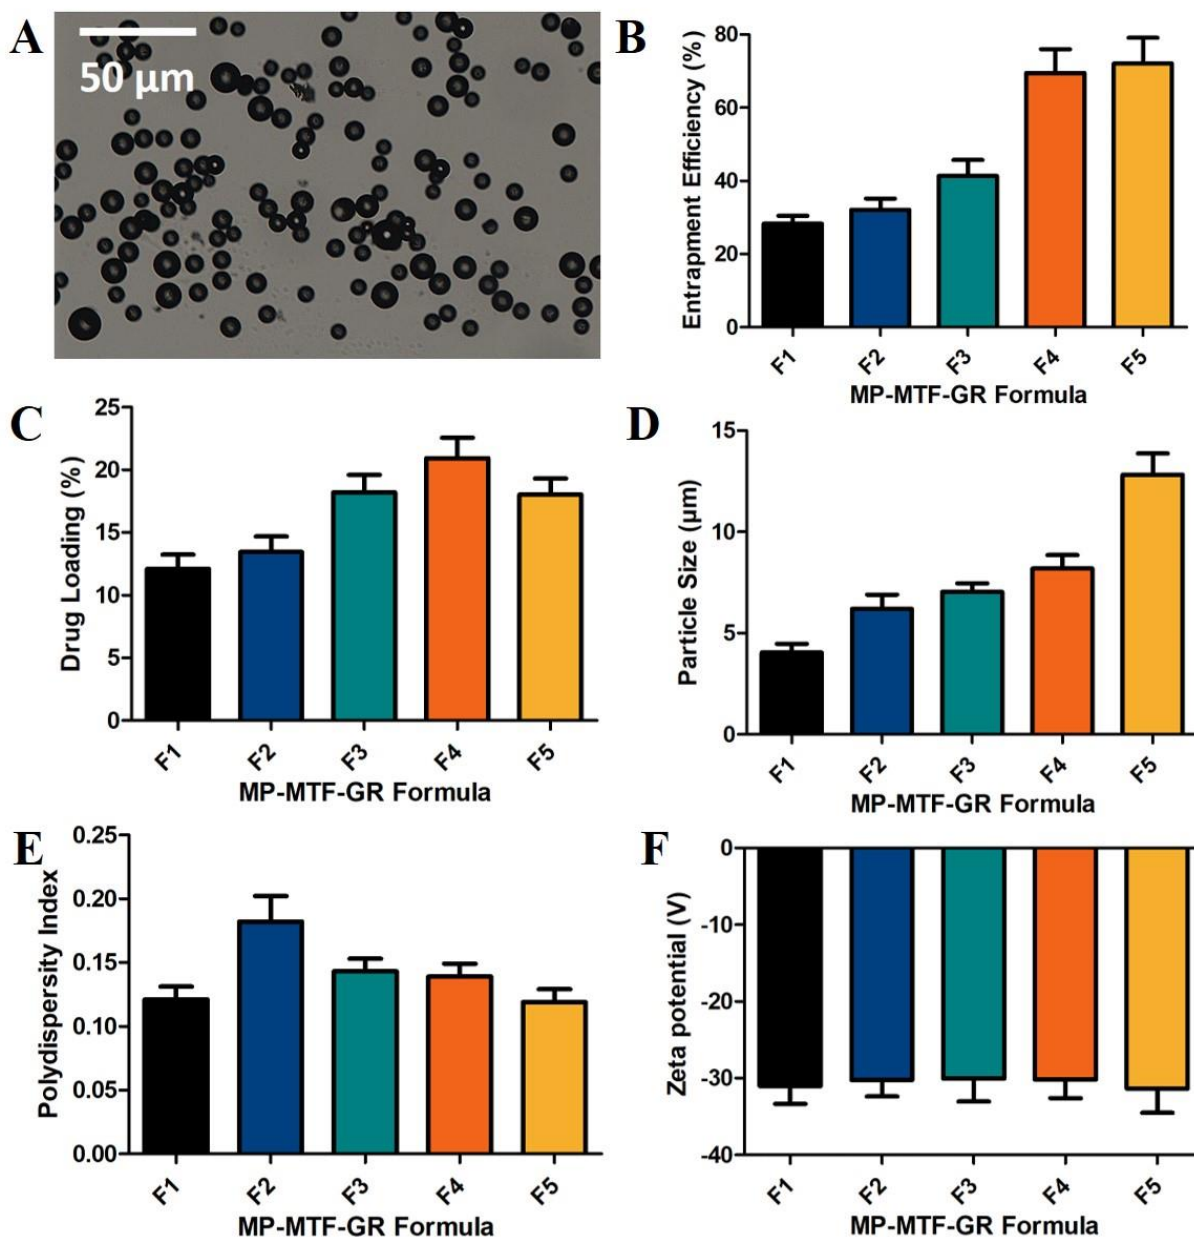 A
50 µm
B
Entrapment Efficiency (%)
80
60
40
20
0
F1
F2
F3
F4
F5
MP-MTF-GR Formula
C
Drug Loading (%)
25
20
15
10
5
0
F1
F2
F3
F4
F5
MP-MTF-GR Formula
D
Particle Size (µm)
15
10
5
0
F1
F2
F3
F4
F5
MP-MTF-GR Formula
E
Polydispersity Index
0.25
0.20
0.15
0.10
0.05
0.00
F1
F2
F3
F4
F5
MP-MTF-GR Formula
F
Zeta potential (V)
0
-10
-20
-30
-40
F1
F2
F3
F4
F5
MP-MTF-GR Formula